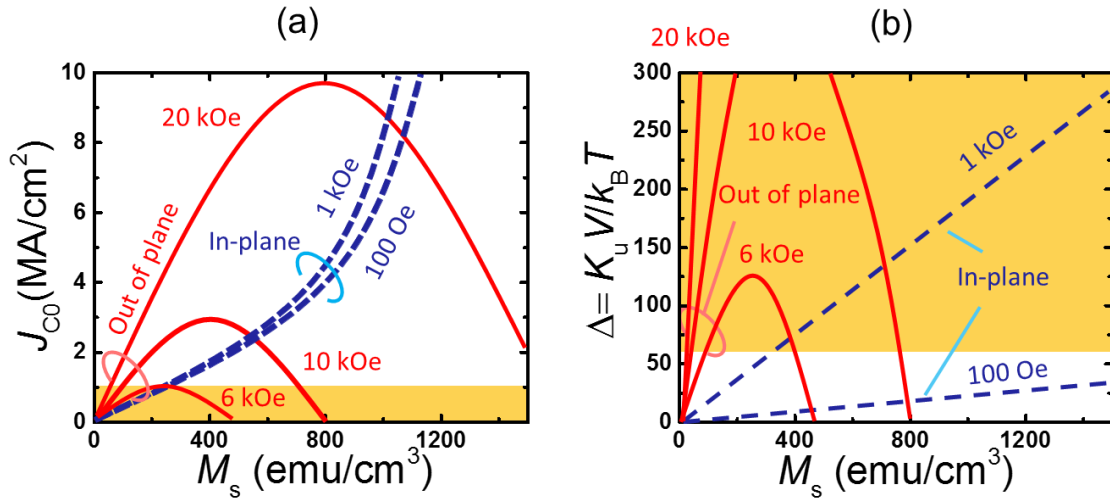 (a)
J_C0 (MA/cm²)
10
8
6
4
2
0
20 kOe
Out of plane
In-plane
1 kOe
100 Oe
10 kOe
6 kOe
0
400
800
1200
M_s (emu/cm³)
(b)
20 kOe
Δ= K_u V/k_B T
300
250
200
150
100
50
0
10 kOe
1 kOe
Out of plane
6 kOe
In-plane
100 Oe
0
400
800
1200
M_s (emu/cm³)